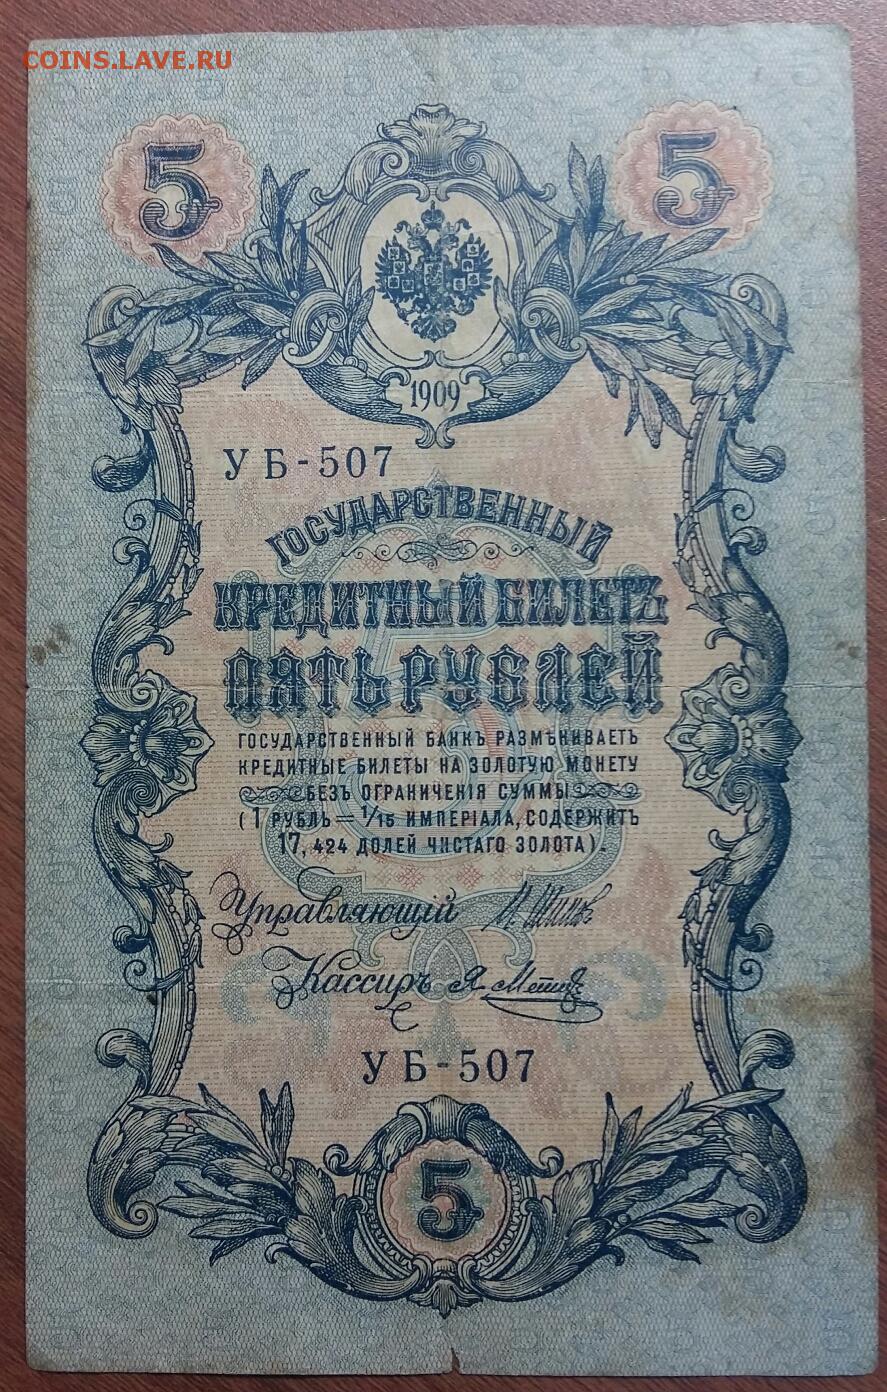 COINS.LAVE.RU
5 5
1909
УБ-507
ГОСУДАРСТВЕННЫЙ
КРЕДИТНЫЙ БИЛЕТЪ
ПЯТЬ РУБЛЕЙ
ГОСУДАРСТВЕННЫЙ БАНКЪ РАЗМѢНИВАЕТЪ
КРЕДИТНЫЕ БИЛЕТЫ НА ЗОЛОТУЮ МОНЕТУ
БЕЗЪ ОГРАНИЧЕНІЯ СУММЫ
(1 РУБЛЬ = 1/15 ИМПЕРІАЛА, СОДЕРЖИТЪ
17,424 ДОЛЕЙ ЧИСТАГО ЗОЛОТА).
Управляющій
Кассиръ
УБ-507
5